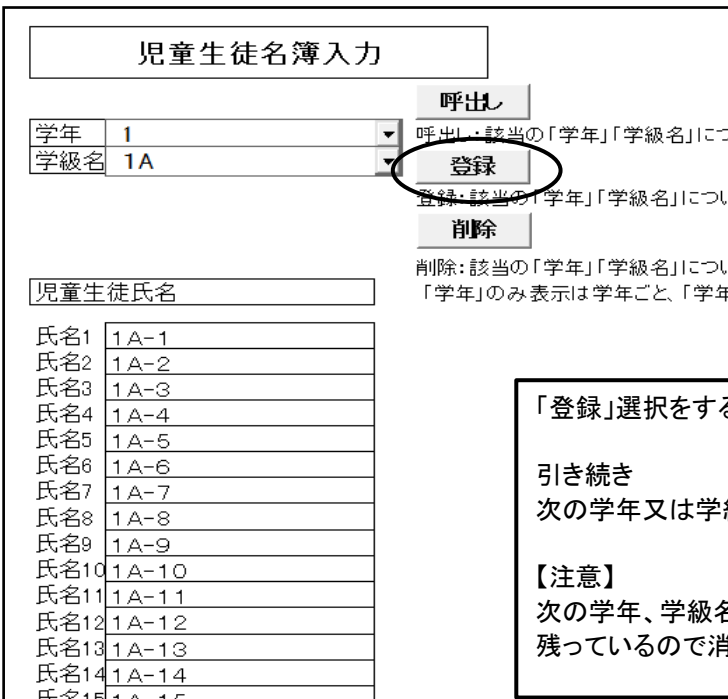 児童生徒名簿入力
呼出し
学年 1
呼出し:該当の「学年」「学級名」につ
学級名 1A
登録
登録:該当の「学年」「学級名」につい
削除
削除:該当の「学年」「学級名」につい
「学年」のみ表示は学年ごと、「学年
児童生徒氏名
氏名1 1A-1
氏名2 1A-2
氏名3 1A-3
氏名4 1A-4
氏名5 1A-5
氏名6 1A-6
氏名7 1A-7
氏名8 1A-8
氏名9 1A-9
氏名10 1A-10
氏名11 1A-11
氏名12 1A-12
氏名13 1A-13
氏名14 1A-14
氏名15 1A-15
「登録」選択をする
引き続き
次の学年又は学級
【注意】
次の学年、学級名
残っているので消